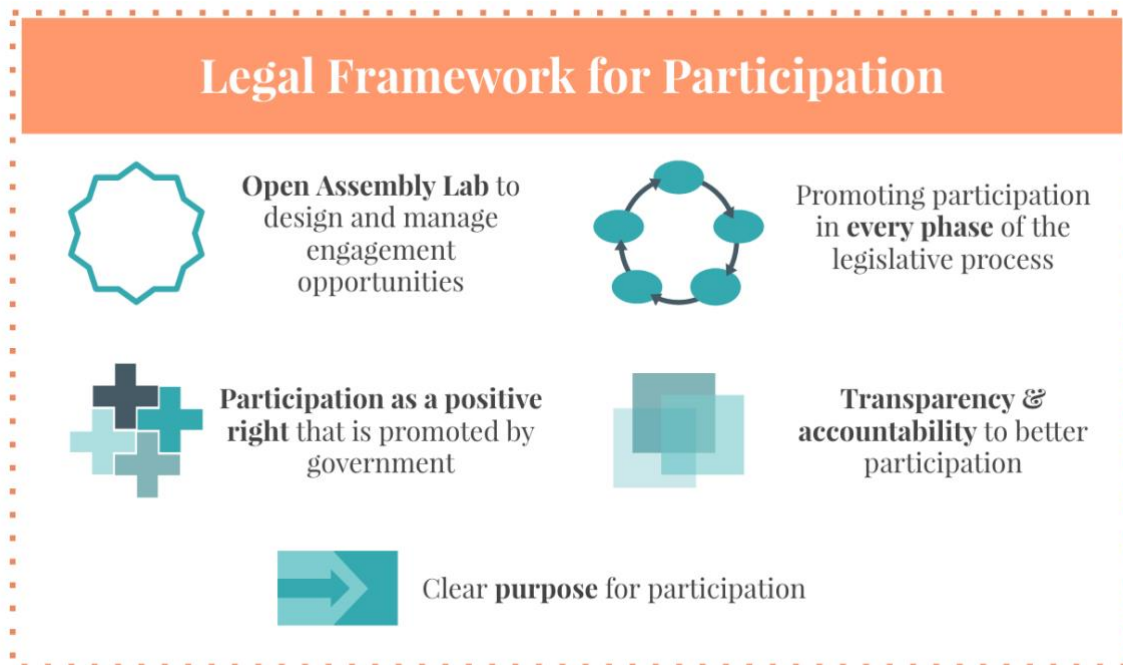 Legal Framework for Participation
Open Assembly Lab to
design and manage
engagement
opportunities
Promoting participation
in every phase of the
legislative process
Participation as a positive
right that is promoted by
government
Transparency &
accountability to better
participation
Clear purpose for participation